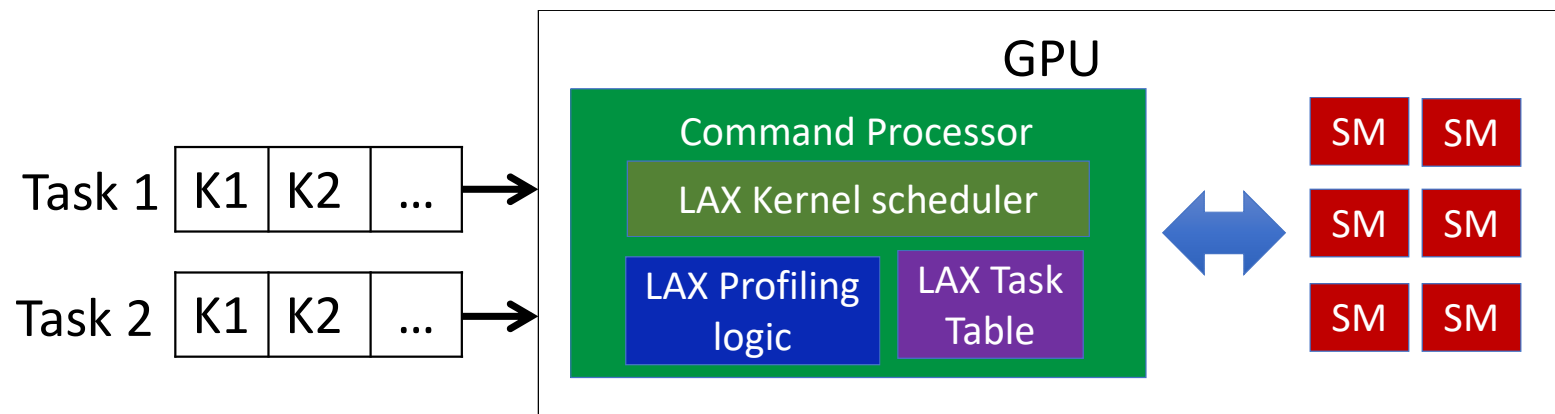 GPU
Command Processor
LAX Kernel scheduler
LAX Profiling
logic
LAX Task
Table
Task 1 K1 K2 ...
Task 2 K1 K2 ...
SM SM
SM SM
SM SM